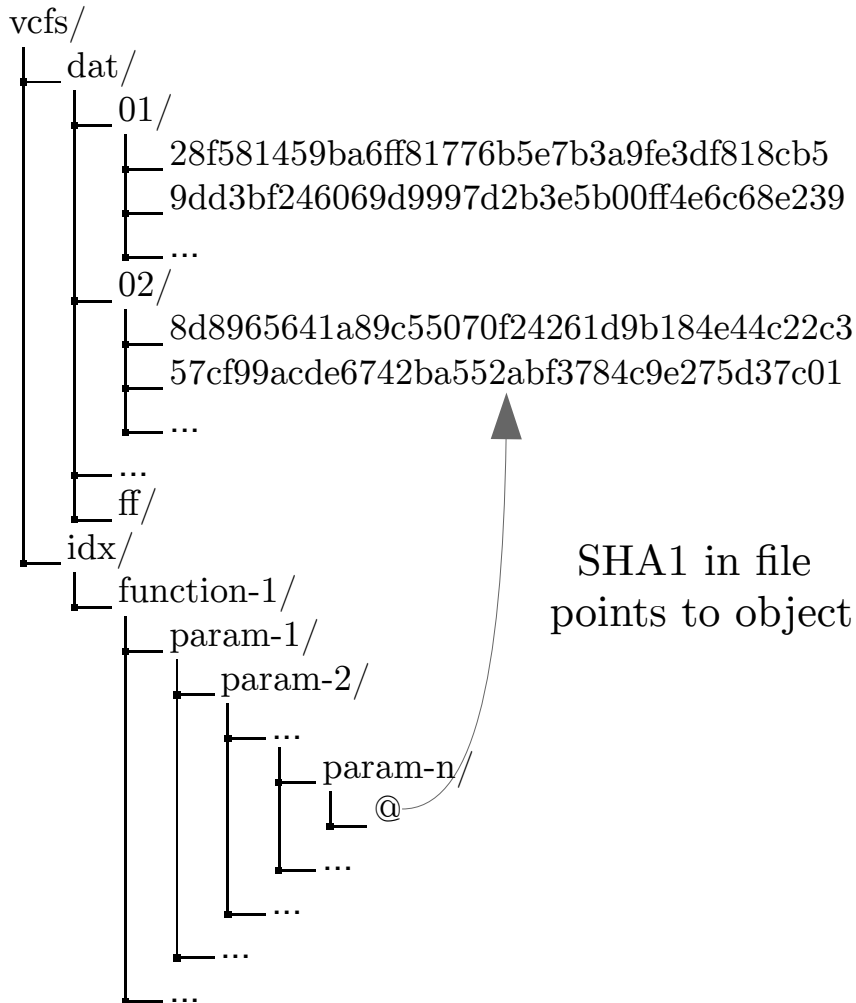 vcfs/
dat/
01/
28f581459ba6ff81776b5e7b3a9fe3df818cb5
9dd3bf246069d9997d2b3e5b00ff4e6c68e239
...
02/
8d8965641a89c55070f24261d9b184e44c22c3
57cf99acde6742ba552abf3784c9e275d37c01
...
...
ff/
idx/
SHA1 in file
points to object
function-1/
param-1/
param-2/
...
param-n/
@
...
...
...
...